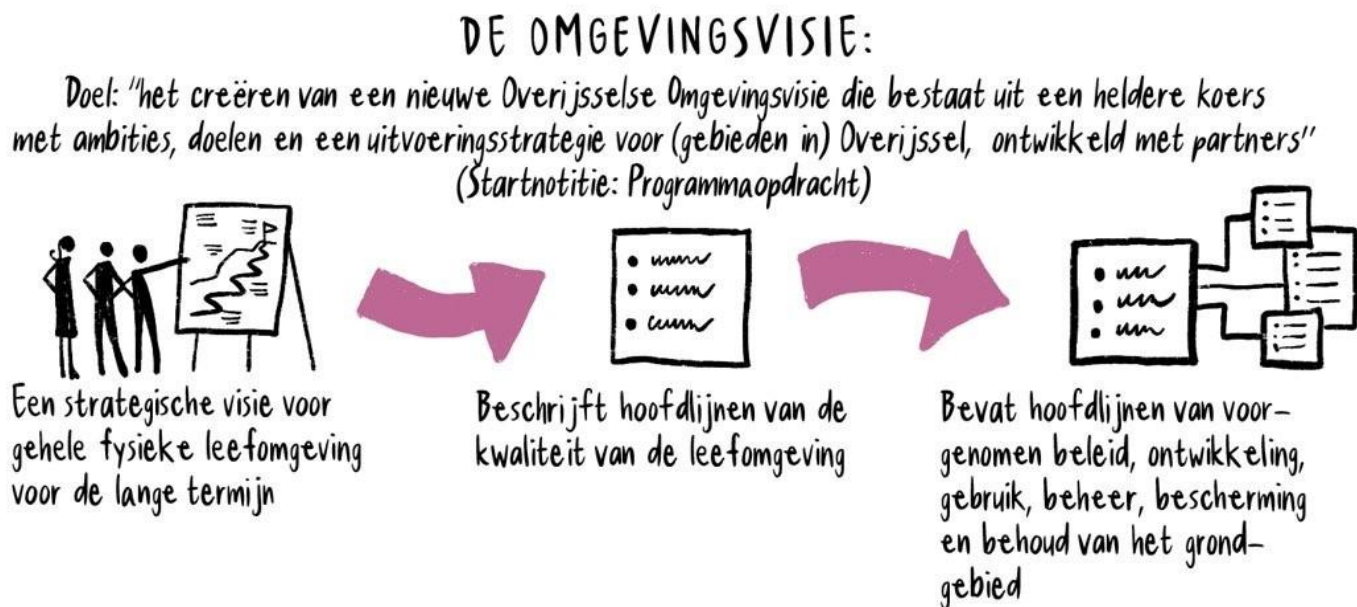 DE OMGEVINGSVISIE:
Doel: "het creëren van een nieuwe Overijsselse Omgevingsvisie die bestaat uit een heldere koers
met ambities, doelen en een uitvoeringsstrategie voor (gebieden in) Overijssel, ontwikkeld met partners"
(Startnotitie: Programmaopdracht)
Een strategische visie voor
gehele fysieke leefomgeving
voor de lange termijn
Beschrijft hoofdlijnen van de
kwaliteit van de leefomgeving
Bevat hoofdlijnen van voor-
genomen beleid, ontwikkeling,
gebruik, beheer, bescherming
en behoud van het grond-
gebied